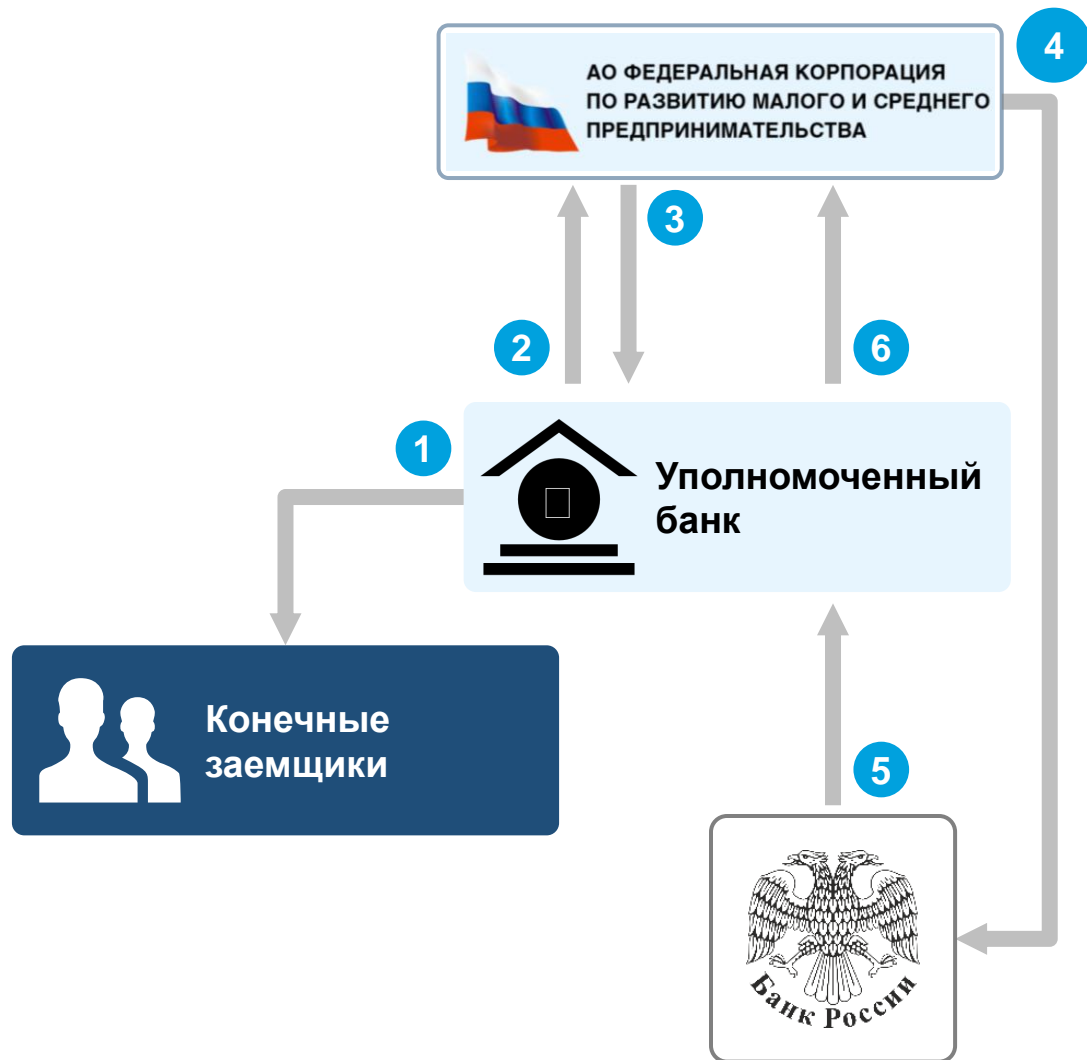 4
АО ФЕДЕРАЛЬНАЯ КОРПОРАЦИЯ
ПО РАЗВИТИЮ МАЛОГО И СРЕДНЕГО
ПРЕДПРИНИМАТЕЛЬСТВА
3
2
6
1
Уполномоченный
банк
Конечные
заемщики
5
Банк России